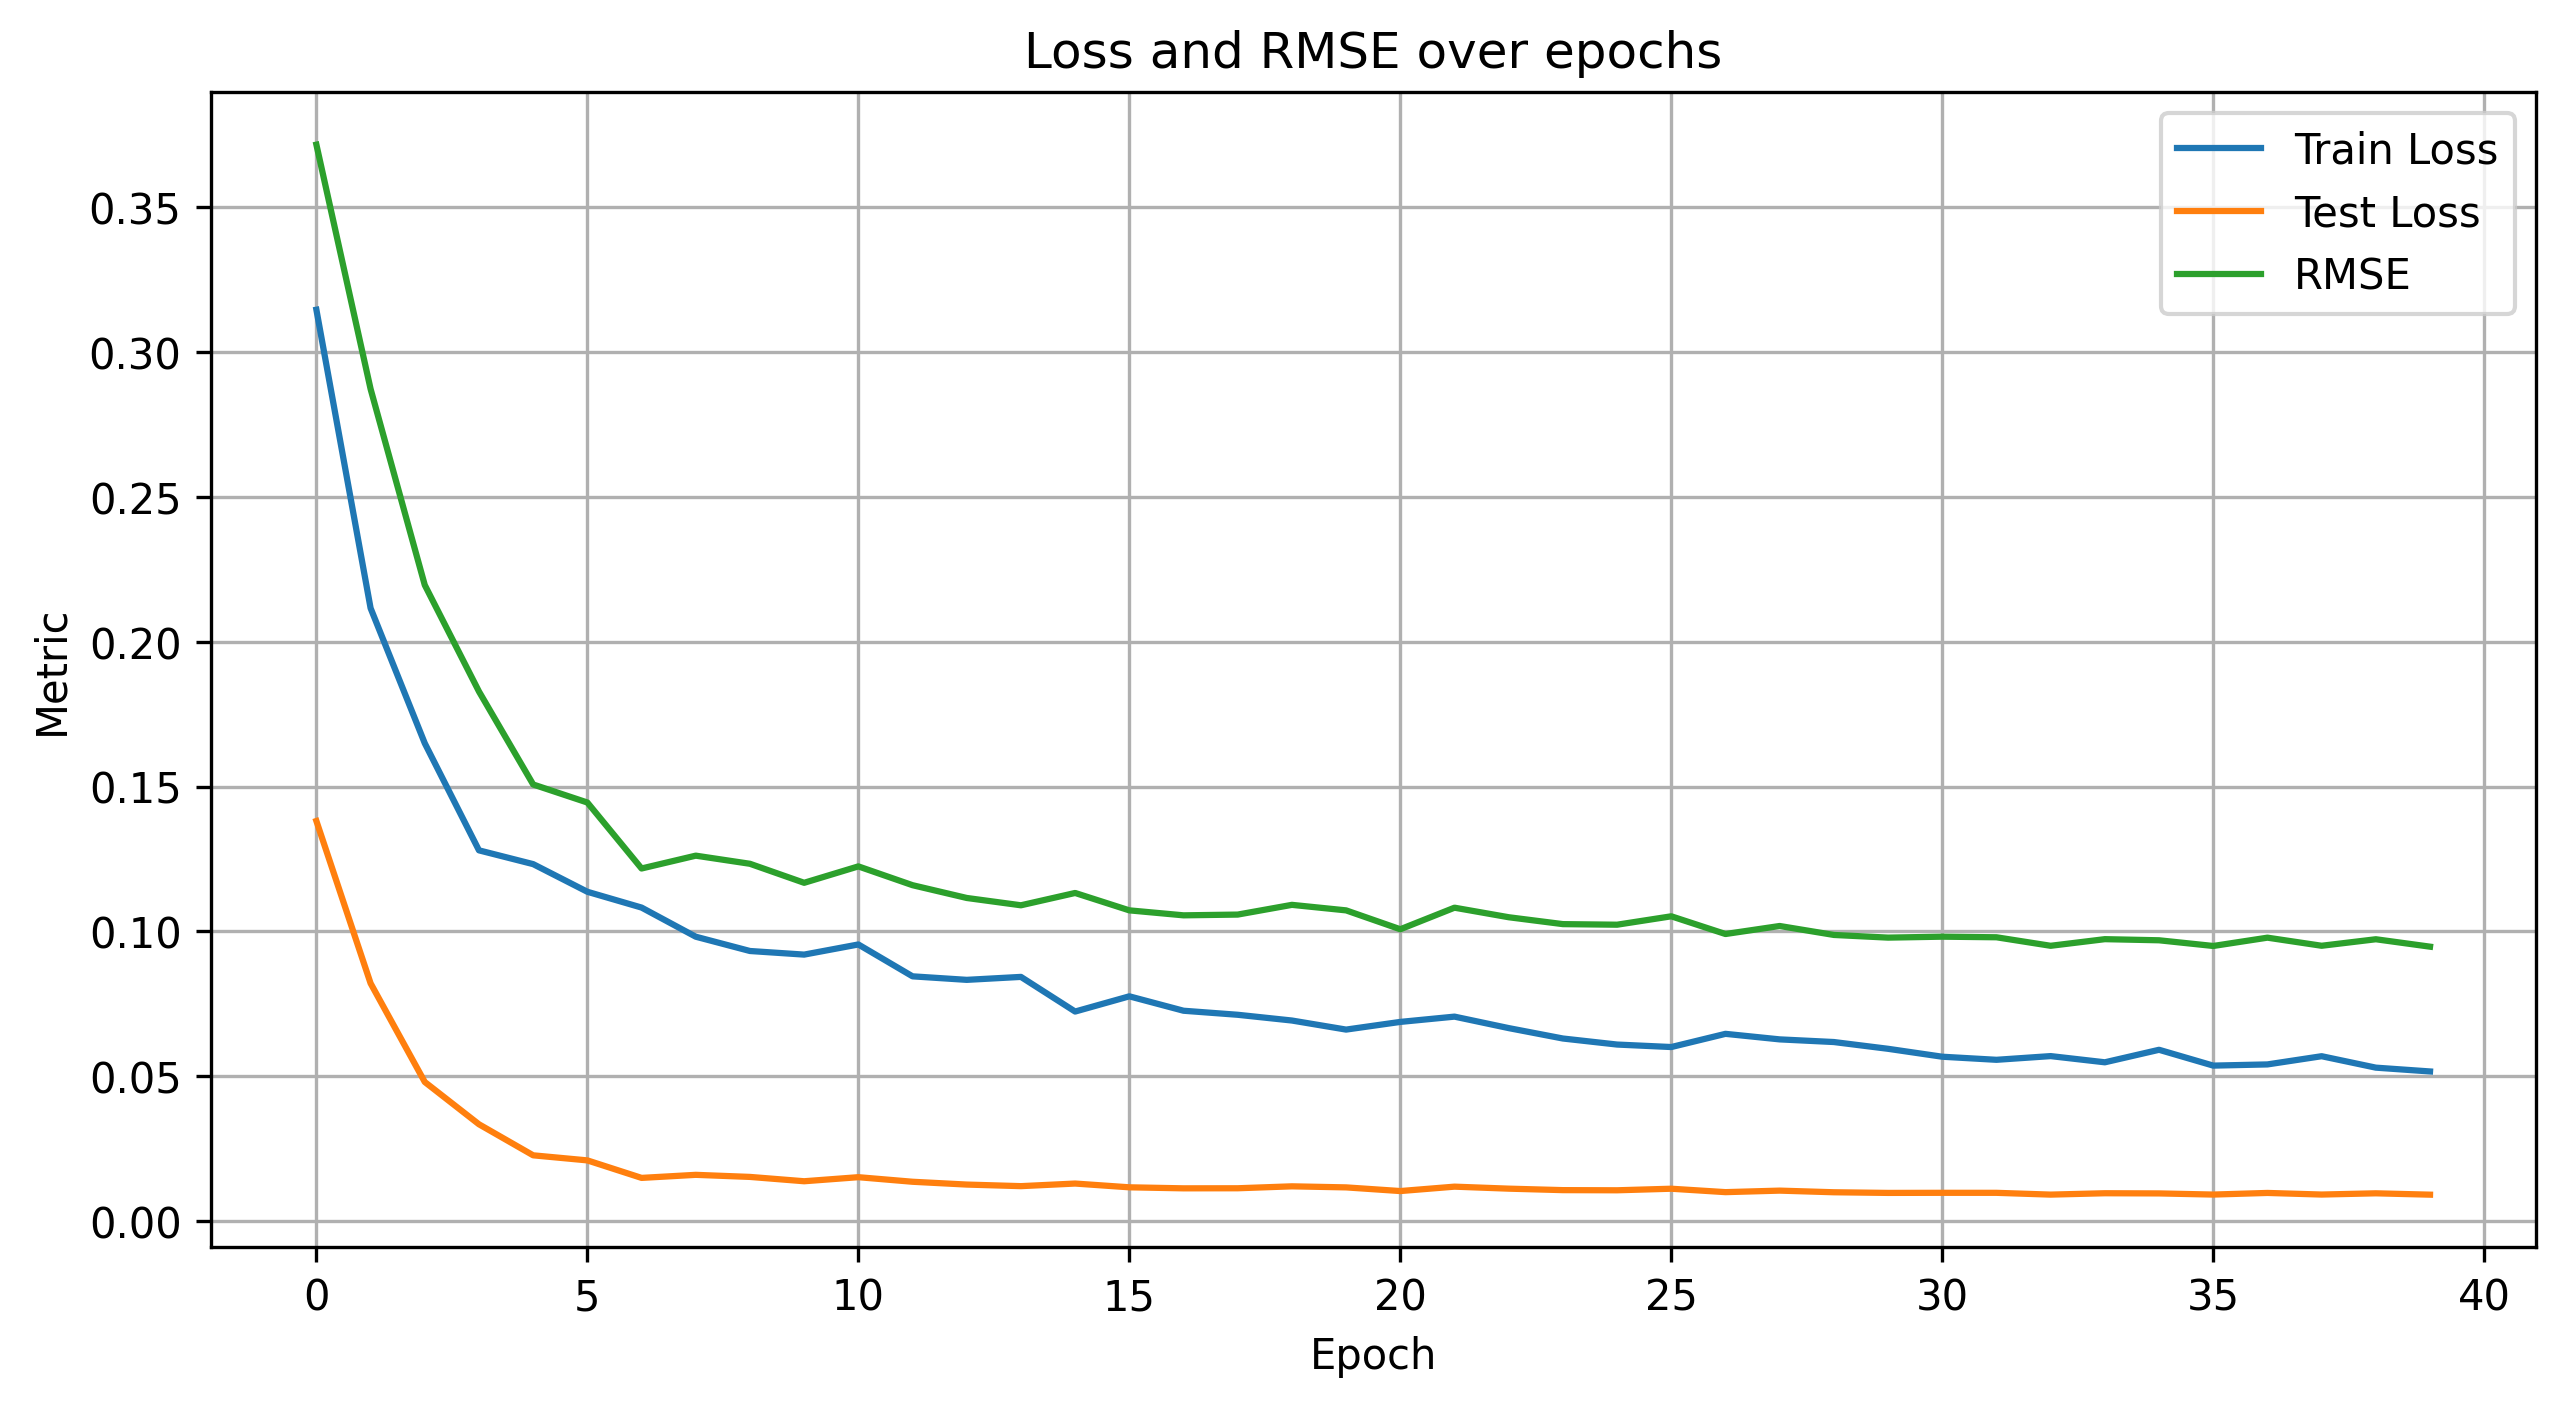 Loss and RMSE over epochs
Train Loss
Test Loss
RMSE
0.35
0.30
0.25
0.20
0.15
0.10
0.05
0.00
Metric
0 5 10 15 20 25 30 35 40
Epoch